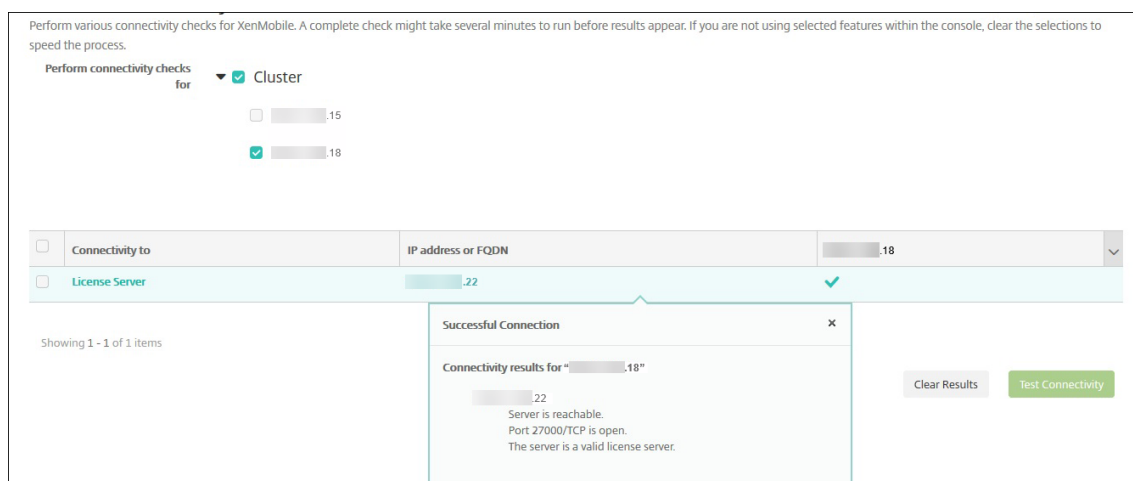 Perform various connectivity checks for XenMobile. A complete check might take several minutes to run before results appear. If you are not using selected features within the console, clear the selections to
speed the process.
Perform connectivity checks
for
Cluster
.15
.18
Connectivity to IP address or FQDN .18
License Server .22
Successful Connection ×
Showing 1 - 1 of 1 items
Connectivity results for " .18"
Clear Results Test Connectivity
.22
Server is reachable.
Port 27000/TCP is open.
The server is a valid license server.